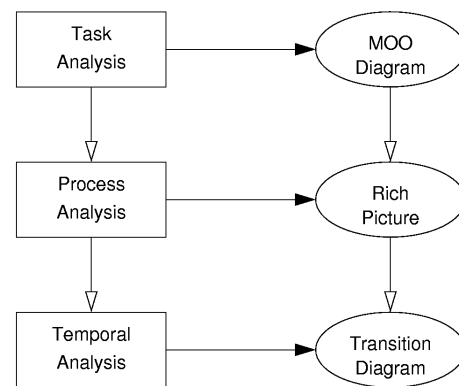 Task
Analysis
MOO
Diagram
Process
Analysis
Rich
Picture
Temporal
Analysis
Transition
Diagram